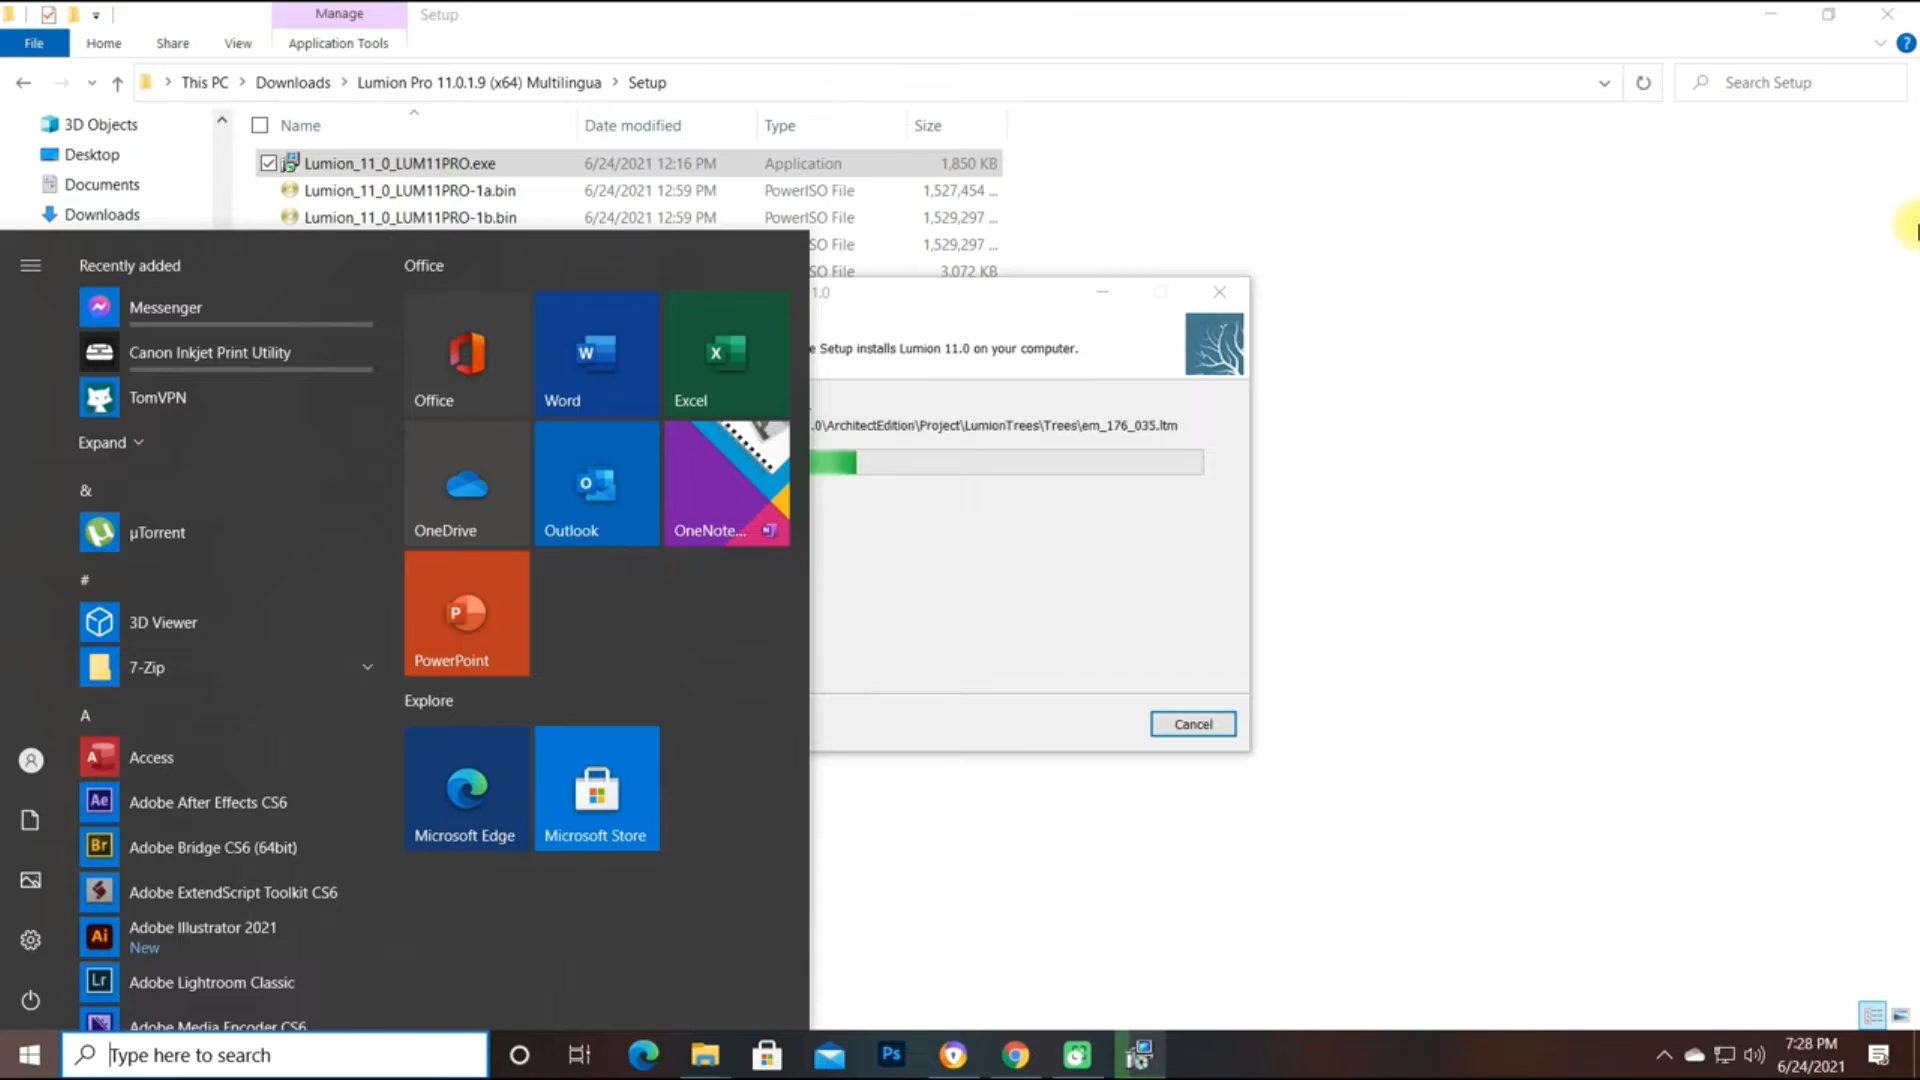 Manage
Setup
File
Home
Share
View
Application Tools
This PC
Downloads
Lumion Pro 11.0.1.9 (x64) Multilingua
Setup
Search Setup
3D Objects
Desktop
Documents
Downloads
Name
Date modified
Type
Size
Lumion_11_0_LUM11PRO.exe
6/24/2021 12:16 PM
Application
1,850 KB
Lumion_11_0_LUM11PRO-1a.bin
6/24/2021 12:59 PM
PowerISO File
1,527,454 ...
Lumion_11_0_LUM11PRO-1b.bin
6/24/2021 12:59 PM
PowerISO File
1,529,297 ...
SO File
1,529,297 ...
SO File
3,072 KB
1.0
e Setup installs Lumion 11.0 on your computer.
.0\ArchitectEdition\Project\LumionTrees\Trees\em_176_035.ltm
Cancel
Recently added
Messenger
Canon Inkjet Print Utility
TomVPN
Expand
&
µTorrent
#
3D Viewer
7-Zip
A
Access
Adobe After Effects CS6
Adobe Bridge CS6 (64bit)
Adobe ExtendScript Toolkit CS6
Adobe Illustrator 2021
New
Adobe Lightroom Classic
Adobe Media Encoder CS6
Office
Office
Word
Excel
OneDrive
Outlook
OneNote...
PowerPoint
Explore
Microsoft Edge
Microsoft Store
Type here to search
7:28 PM
6/24/2021